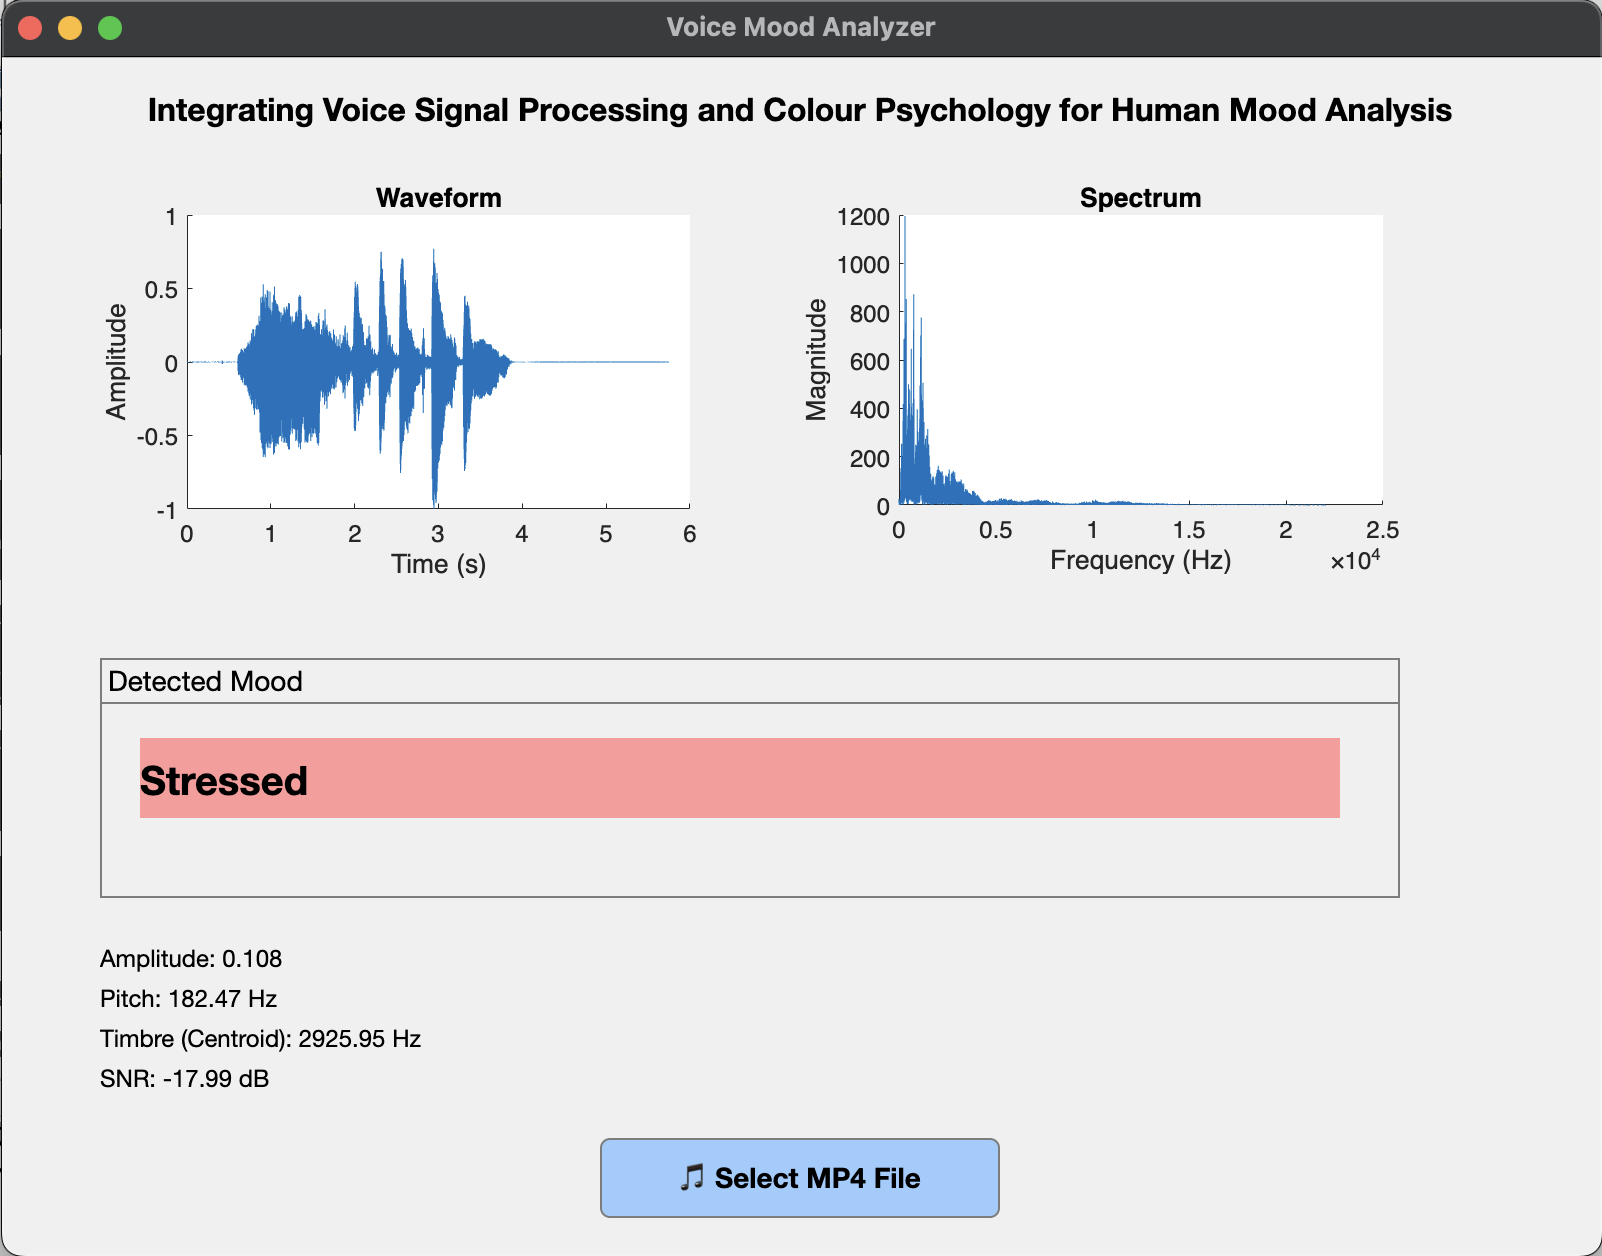 Voice Mood Analyzer
Integrating Voice Signal Processing and Colour Psychology for Human Mood Analysis
Waveform
1
0.5
0
-0.5
-1
Amplitude
0 1 2 3 4 5 6
Time (s)
Spectrum
1200
1000
800
600
400
200
0
Magnitude
0 0.5 1 1.5 2 2.5
Frequency (Hz)
×10⁴
Detected Mood
Stressed
Amplitude: 0.108
Pitch: 182.47 Hz
Timbre (Centroid): 2925.95 Hz
SNR: -17.99 dB
🎵 Select MP4 File